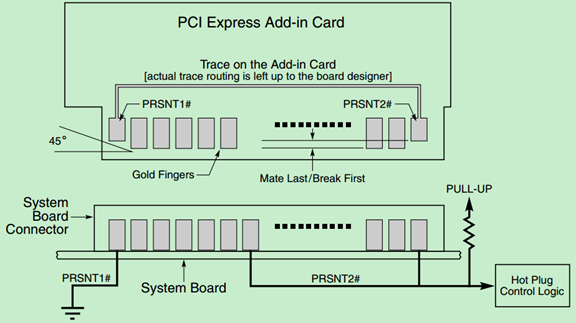 PCI Express Add-in Card
Trace on the Add-in Card
[actual trace routing is left up to the board designer]
PRSNT1#
PRSNT2#
45°
Gold Fingers
Mate Last/Break First
System
Board
Connector
PULL-UP
PRSNT1#
System Board
PRSNT2#
Hot Plug
Control Logic